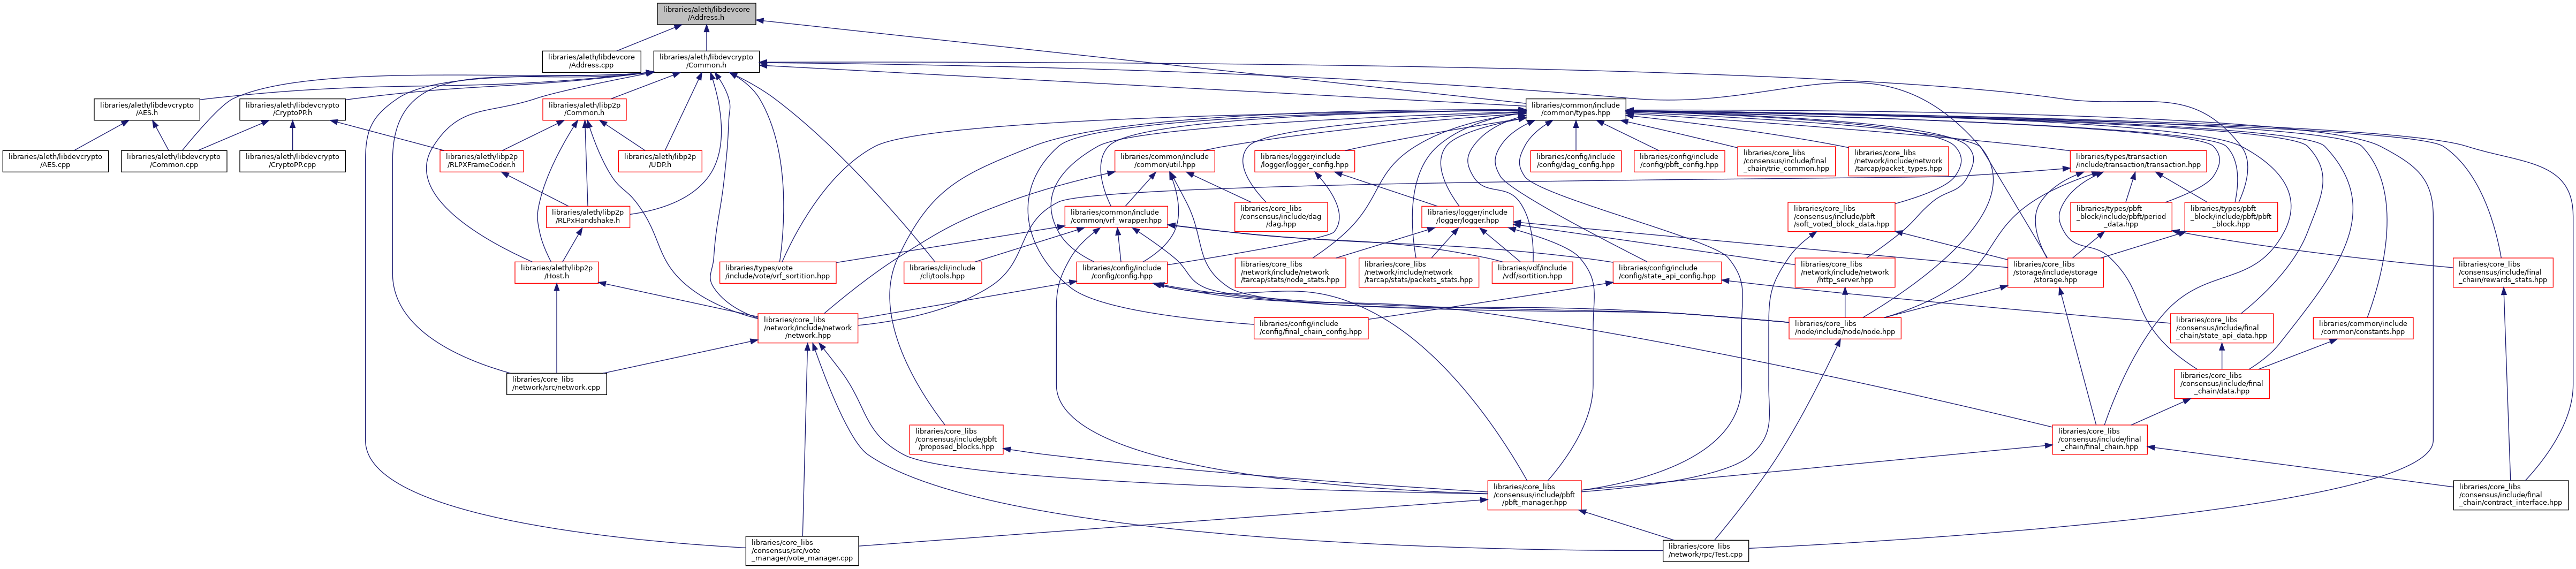 libraries/aleth/libdevcore
/Address.h
libraries/aleth/libdevcore
/Address.cpp
libraries/aleth/libdevcrypto
/Common.h
libraries/aleth/libdevcrypto
/AES.h
libraries/aleth/libdevcrypto
/CryptoPP.h
libraries/aleth/libp2p
/Common.h
libraries/common/include
/common/types.hpp
libraries/aleth/libdevcrypto
/AES.cpp
libraries/aleth/libdevcrypto
/Common.cpp
libraries/aleth/libdevcrypto
/CryptoPP.cpp
libraries/aleth/libp2p
/RLPXFrameCoder.h
libraries/aleth/libp2p
/UDP.h
libraries/common/include
/common/util.hpp
libraries/logger/include
/logger/logger_config.hpp
libraries/config/include
/config/dag_config.hpp
libraries/config/include
/config/pbft_config.hpp
libraries/core_libs
/consensus/include/final
_chain/trie_common.hpp
libraries/core_libs
/network/include/network
/tarcap/packet_types.hpp
libraries/types/transaction
/include/transaction/transaction.hpp
libraries/aleth/libp2p
/RLPxHandshake.h
libraries/common/include
/common/vrf_wrapper.hpp
libraries/core_libs
/consensus/include/dag
/dag.hpp
libraries/logger/include
/logger/logger.hpp
libraries/core_libs
/consensus/include/pbft
/soft_voted_block_data.hpp
libraries/types/pbft
_block/include/pbft/period
_data.hpp
libraries/types/pbft
_block/include/pbft/pbft
_block.hpp
libraries/aleth/libp2p
/Host.h
libraries/types/vote
/include/vote/vrf_sortition.hpp
libraries/cli/include
/cli/tools.hpp
libraries/config/include
/config/config.hpp
libraries/core_libs
/network/include/network
/tarcap/stats/node_stats.hpp
libraries/core_libs
/network/include/network
/tarcap/stats/packets_stats.hpp
libraries/vdf/include
/vdf/sortition.hpp
libraries/config/include
/config/state_api_config.hpp
libraries/core_libs
/network/include/network
/http_server.hpp
libraries/core_libs
/storage/include/storage
/storage.hpp
libraries/core_libs
/consensus/include/final
_chain/rewards_stats.hpp
libraries/core_libs
/network/include/network
/network.hpp
libraries/config/include
/config/final_chain_config.hpp
libraries/core_libs
/node/include/node/node.hpp
libraries/core_libs
/consensus/include/final
_chain/state_api_data.hpp
libraries/common/include
/common/constants.hpp
libraries/core_libs
/network/src/network.cpp
libraries/core_libs
/consensus/include/final
_chain/data.hpp
libraries/core_libs
/consensus/include/pbft
/proposed_blocks.hpp
libraries/core_libs
/consensus/include/final
_chain/final_chain.hpp
libraries/core_libs
/consensus/include/pbft
/pbft_manager.hpp
libraries/core_libs
/consensus/include/final
_chain/contract_interface.hpp
libraries/core_libs
/consensus/src/vote
_manager/vote_manager.cpp
libraries/core_libs
/network/rpc/Test.cpp